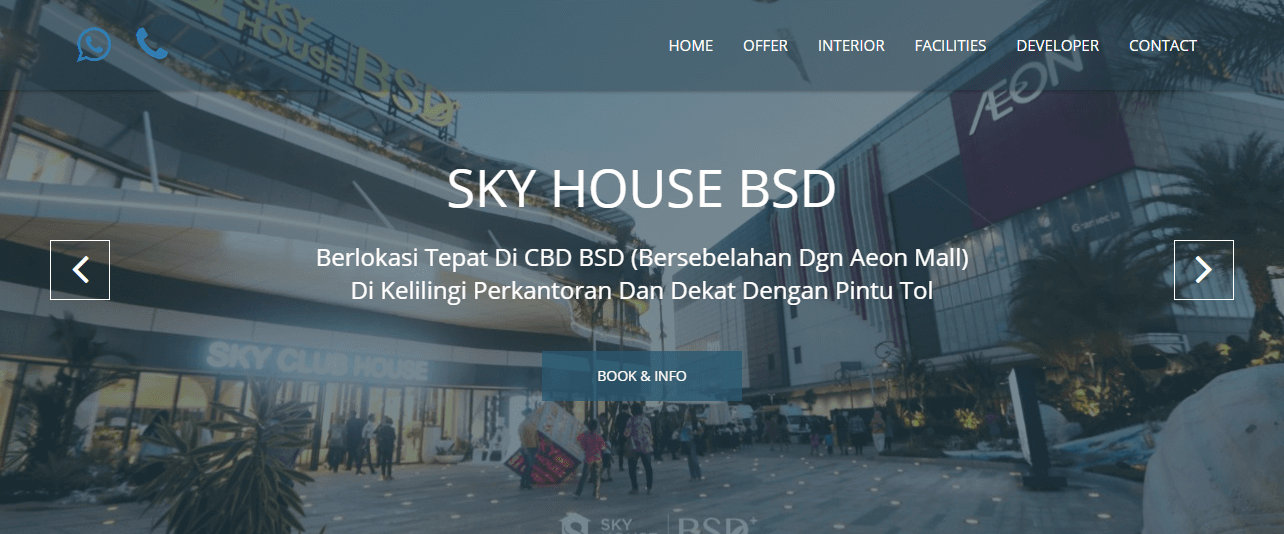 SKY
HOUSE BSD
HOME OFFER INTERIOR FACILITIES DEVELOPER CONTACT
ÆON
SKY HOUSE BSD
Berlokasi Tepat Di CBD BSD (Bersebelahan Dgn Aeon Mall)
Di Kelilingi Perkantoran Dan Dekat Dengan Pintu Tol
SKY CLUB HOUSE
BOOK & INFO
SKY
BSD+